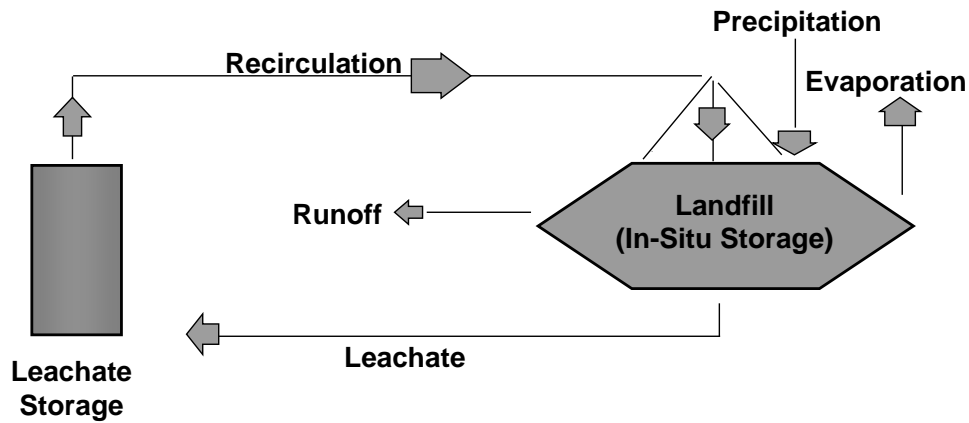 Precipitation
Recirculation
Evaporation
Runoff
Landfill
(In-Situ Storage)
Leachate
Leachate
Storage